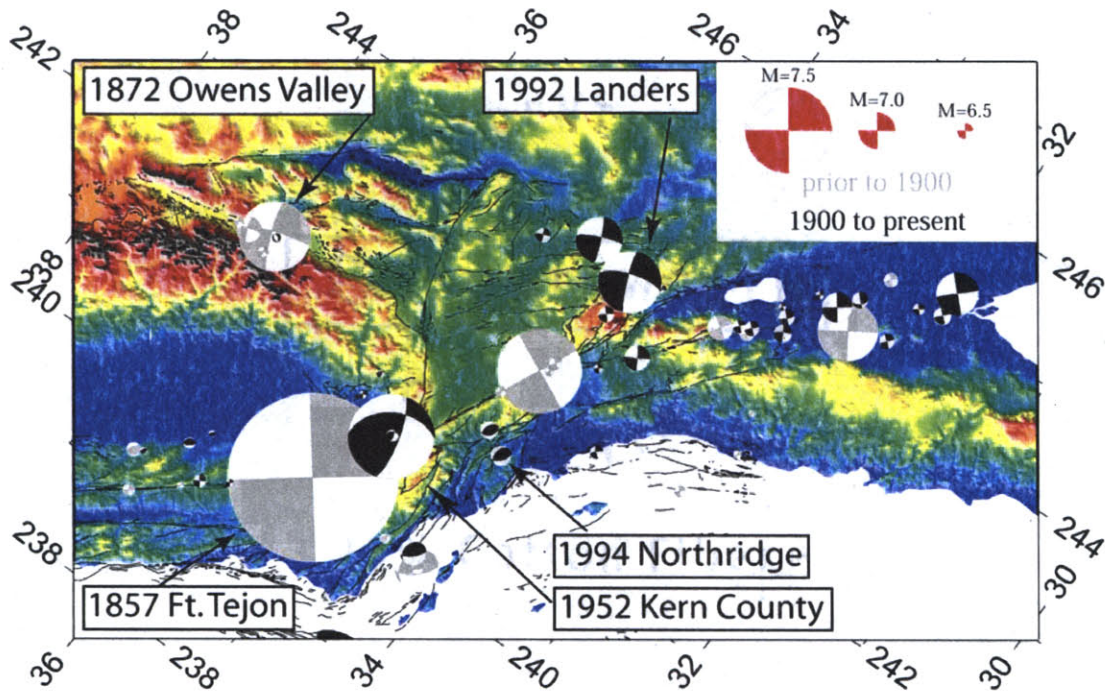 38
244
36
246
34
242
1872 Owens Valley
1992 Landers
M=7.5
M=7.0
M=6.5
prior to 1900
1900 to present
32
238
240
246
238
1994 Northridge
1952 Kern County
1857 Ft. Tejon
244
30
36
238
34
240
32
242
30